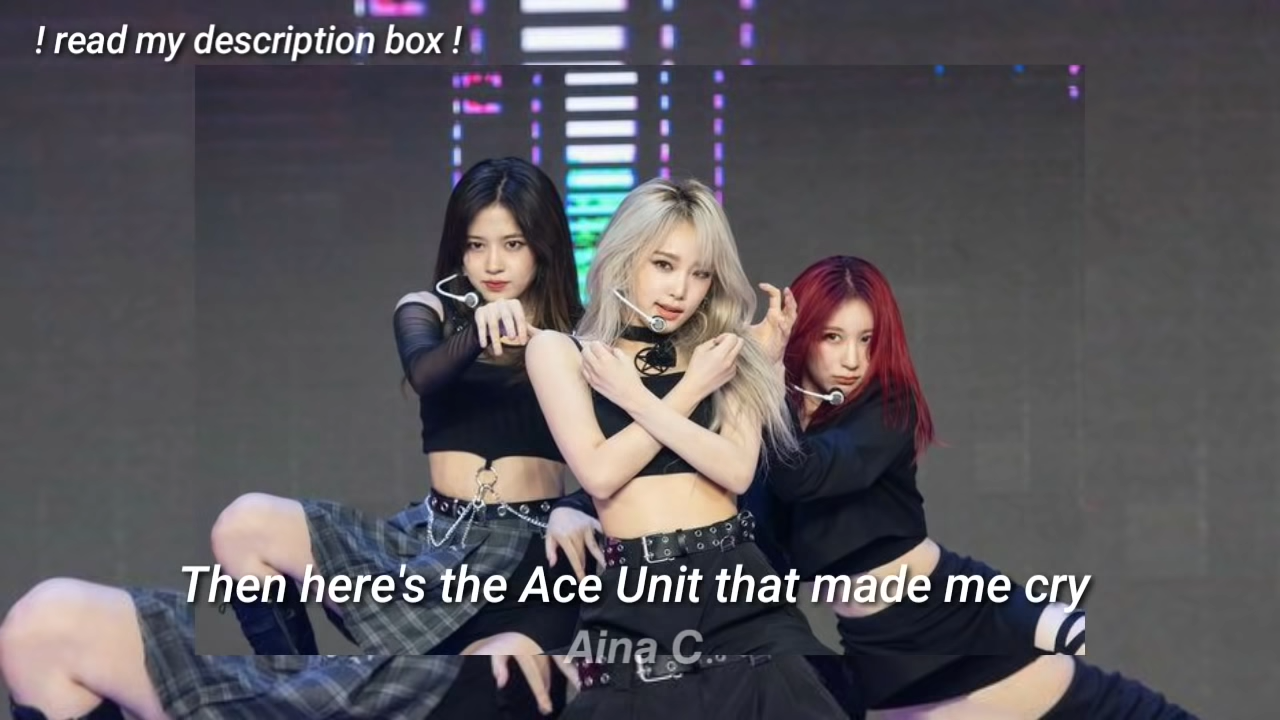 ! read my description box !
Then here's the Ace Unit that made me cry
Aina C..